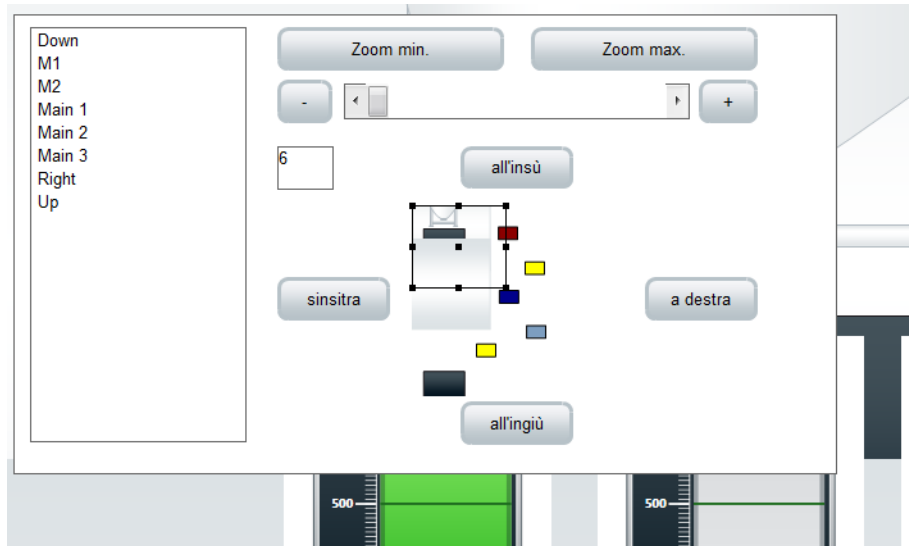 Down
M1
M2
Main 1
Main 2
Main 3
Right
Up
Zoom min.
Zoom max.
-
+
6
all'insù
sinsitra
a destra
all'ingiù
500
500